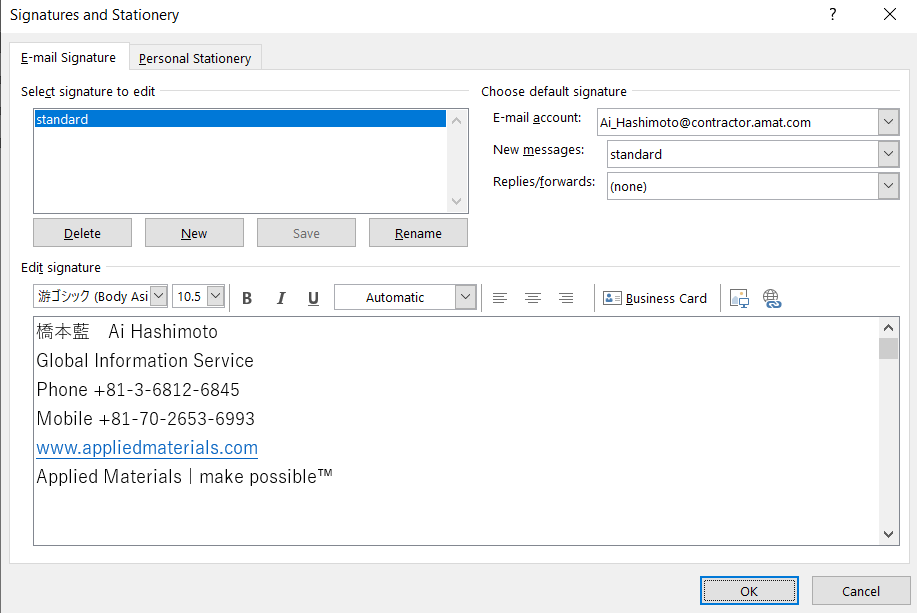 Signatures and Stationery
?
E-mail Signature
Personal Stationery
Select signature to edit
standard
Delete
New
Save
Rename
Choose default signature
E-mail account:
Ai_Hashimoto@contractor.amat.com
New messages:
standard
Replies/forwards:
(none)
Edit signature
游ゴシック (Body Asi
10.5
B
I
U
Automatic
Business Card
橋本藍　Ai Hashimoto
Global Information Service
Phone +81-3-6812-6845
Mobile +81-70-2653-6993
www.appliedmaterials.com
Applied Materials | make possible™
OK
Cancel